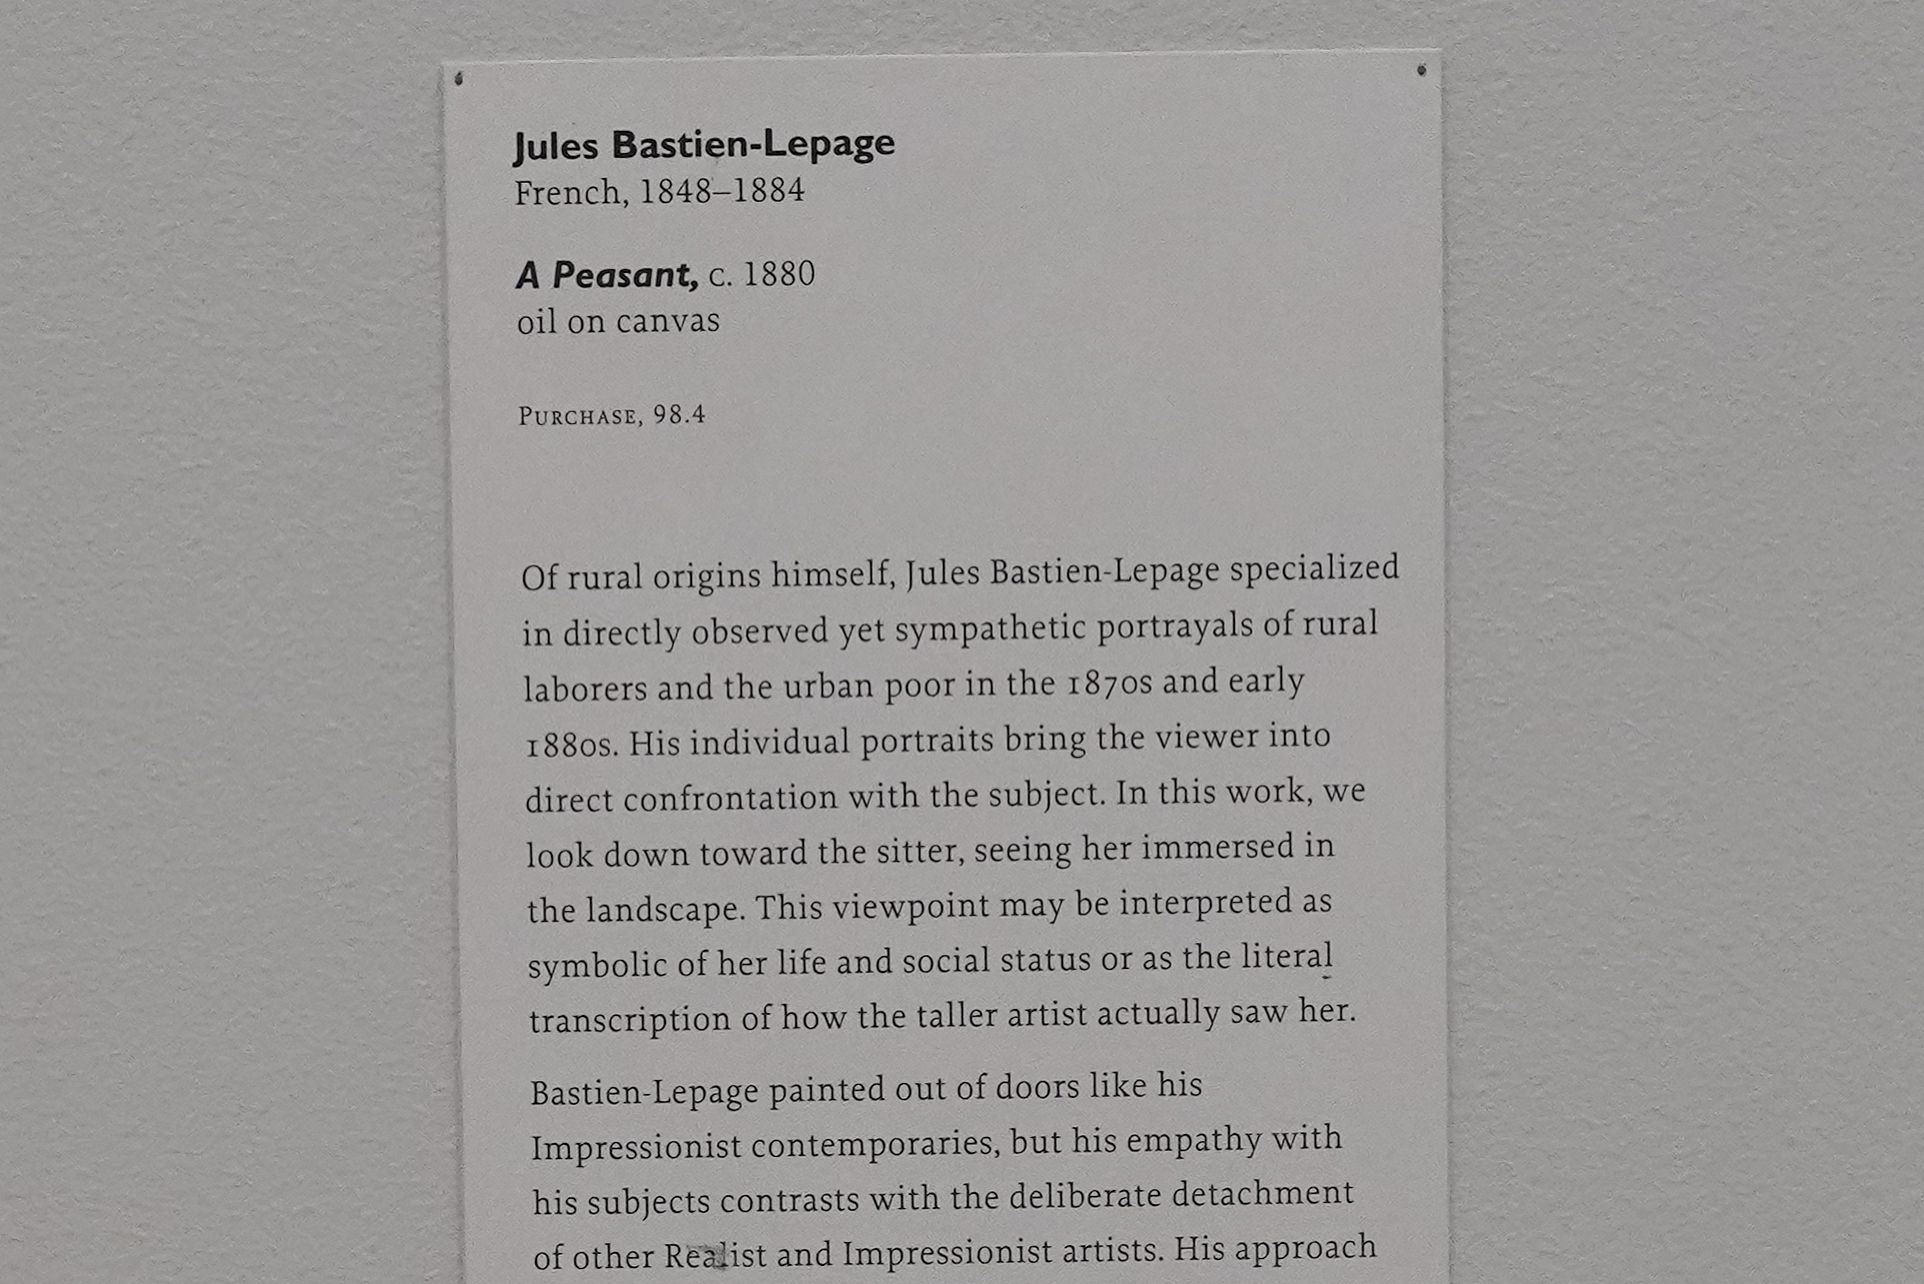 Jules Bastien-Lepage
French, 1848–1884
A Peasant, c. 1880
oil on canvas
Purchase, 98.4
Of rural origins himself, Jules Bastien-Lepage specialized
in directly observed yet sympathetic portrayals of rural
laborers and the urban poor in the 1870s and early
1880s. His individual portraits bring the viewer into
direct confrontation with the subject. In this work, we
look down toward the sitter, seeing her immersed in
the landscape. This viewpoint may be interpreted as
symbolic of her life and social status or as the literal
transcription of how the taller artist actually saw her.
Bastien-Lepage painted out of doors like his
Impressionist contemporaries, but his empathy with
his subjects contrasts with the deliberate detachment
of other Realist and Impressionist artists. His approach